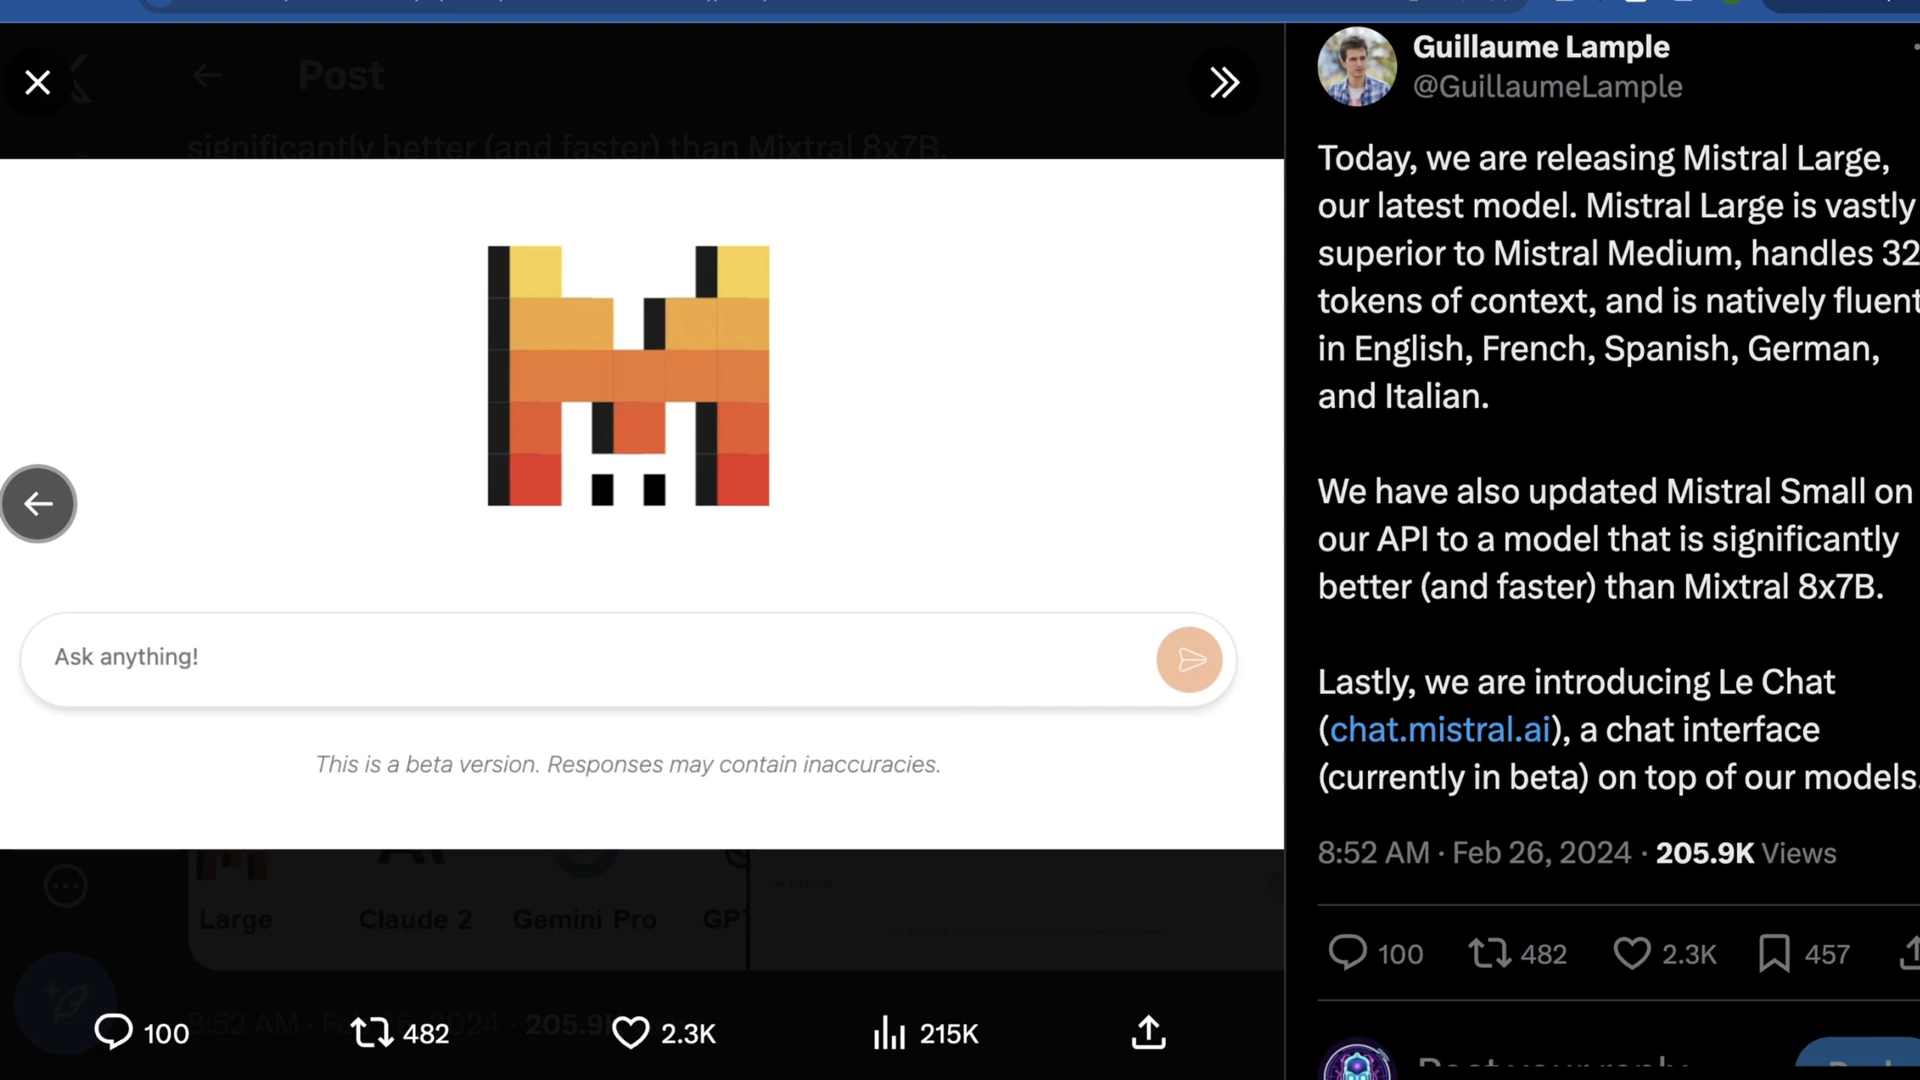 Post
significantly better (and faster) than Mixtral 8x7B.
Ask anything!
This is a beta version. Responses may contain inaccuracies.
Large
Claude 2
Gemini Pro
8:52 AM
2024 · 205.9
100
482
2.3K
215K
Guillaume Lample
@GuillaumeLample
Today, we are releasing Mistral Large,
our latest model. Mistral Large is vastly
superior to Mistral Medium, handles 32
tokens of context, and is natively fluent
in English, French, Spanish, German,
and Italian.
We have also updated Mistral Small on
our API to a model that is significantly
better (and faster) than Mixtral 8x7B.
Lastly, we are introducing Le Chat
(chat.mistral.ai), a chat interface
(currently in beta) on top of our models.
8:52 AM · Feb 26, 2024 · 205.9K Views
100
482
2.3K
457